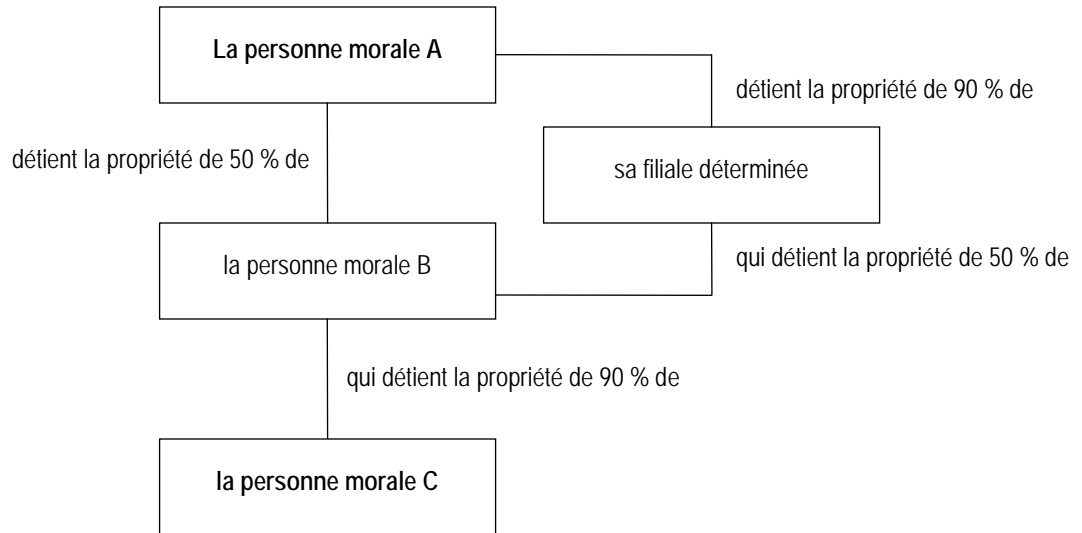 La personne morale A
détient la propriété de 90 % de
détient la propriété de 50 % de
sa filiale déterminée
la personne morale B
qui détient la propriété de 50 % de
qui détient la propriété de 90 % de
la personne morale C